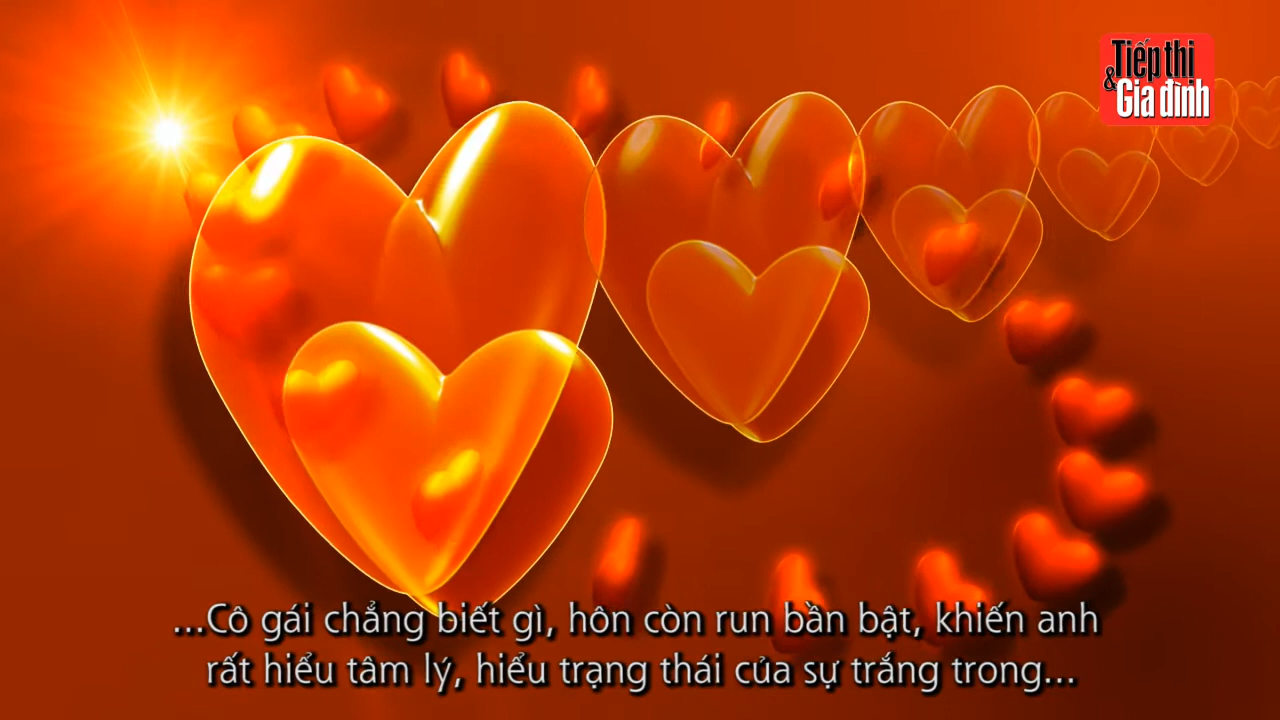 Tiếp thị
& Gia đình
...Cô gái chẳng biết gì, hôn còn run bần bật, khiến anh
rất hiểu tâm lý, hiểu trạng thái của sự trắng trong...